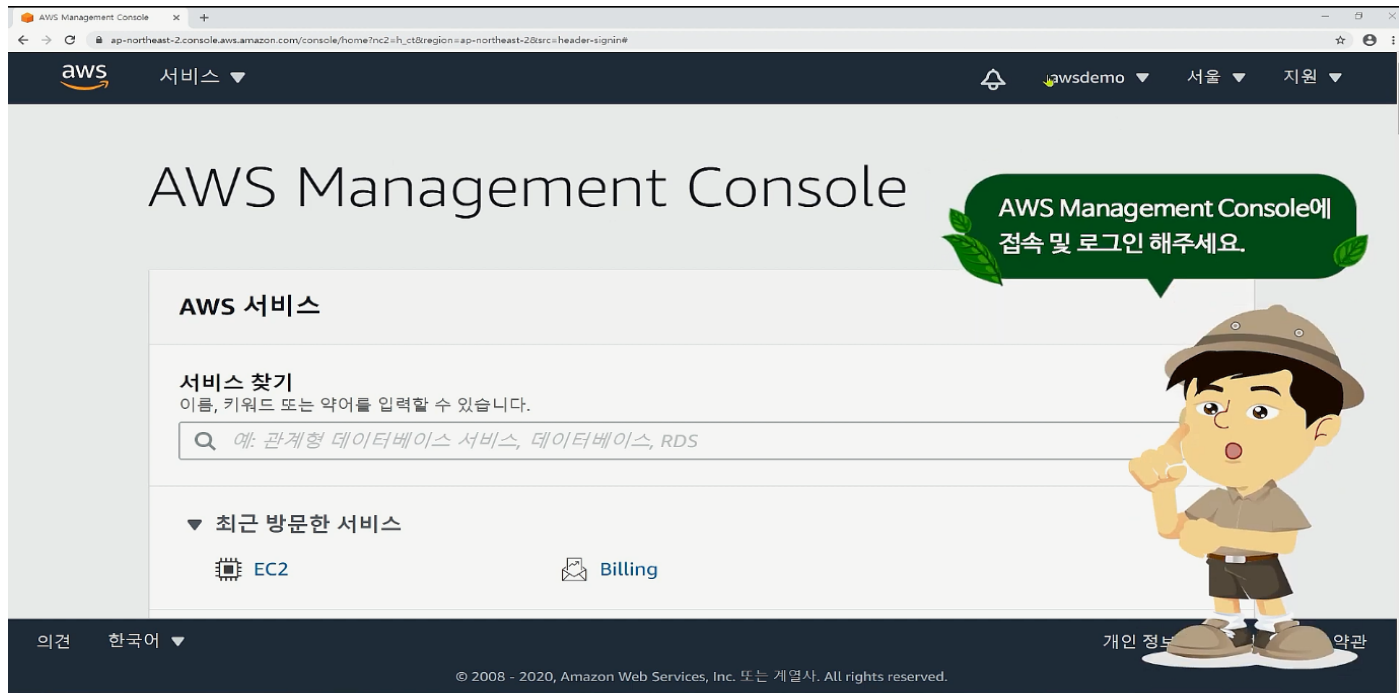 AWS Management Console
ap-northeast-2.console.aws.amazon.com/console/home?nc2=h_ct&region=ap-northeast-2&src=header-signin#
aws 서비스 awsdemo 서울 지원
AWS Management Console
AWS Management Console에
접속 및 로그인 해주세요.
AWS 서비스
서비스 찾기
이름, 키워드 또는 약어를 입력할 수 있습니다.
예: 관계형 데이터베이스 서비스, 데이터베이스, RDS
최근 방문한 서비스
EC2 Billing
의견 한국어 개인 약관
© 2008 - 2020, Amazon Web Services, Inc. 또는 계열사. All rights reserved.